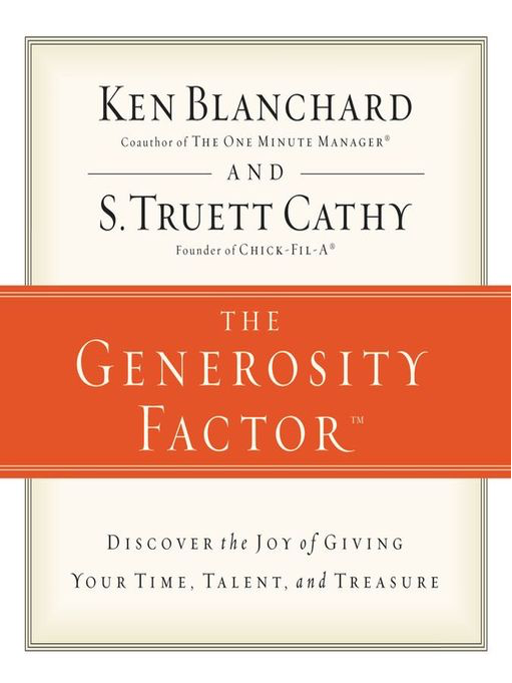 KEN BLANCHARD
Coauthor of THE ONE MINUTE MANAGER®
AND
S. TRUETT CATHY
Founder of CHICK-FIL-A®
THE
GENEROSITY
FACTOR™
DISCOVER the JOY of GIVING
YOUR TIME, TALENT, and TREASURE